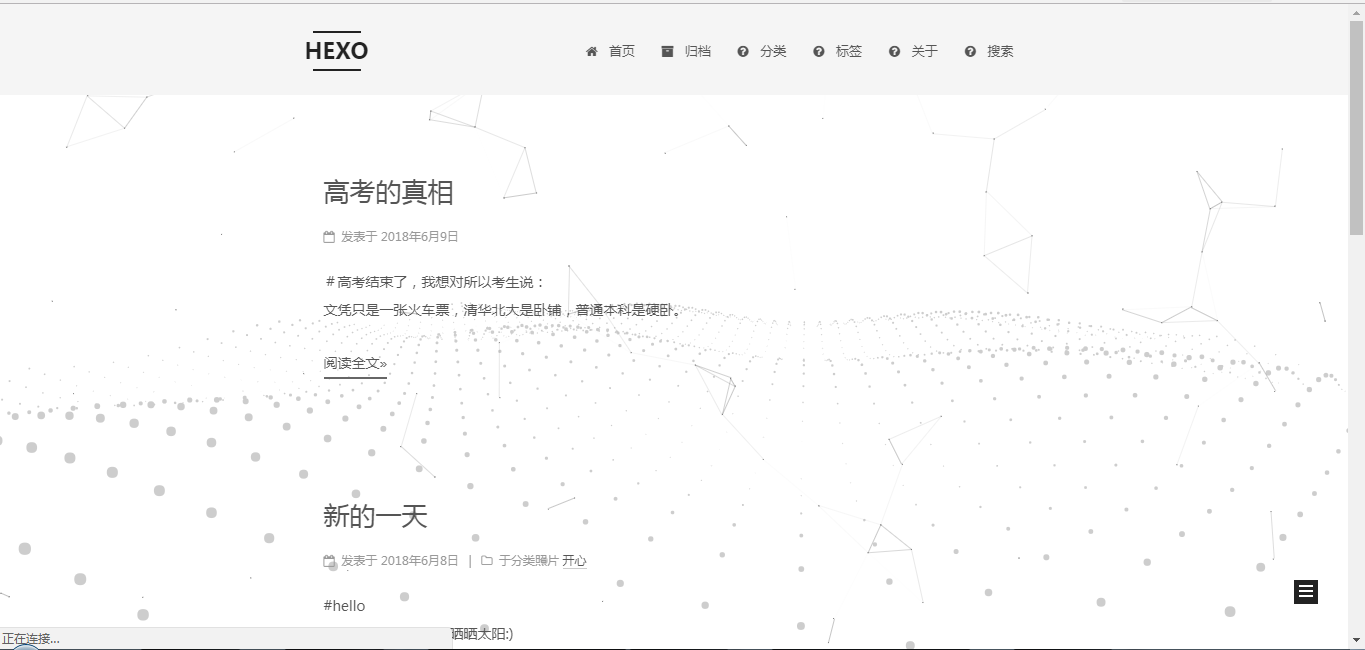 HEXO
首页 归档 分类 标签 关于 搜索
高考的真相
发表于 2018年6月9日
＃高考结束了，我想对所以考生说：
文凭只是一张火车票，清华北大是卧铺，普通本科是硬卧。
阅读全文»
新的一天
发表于 2018年6月8日 | 于分类照片 开心
#hello
晒晒太阳:)
正在连接...